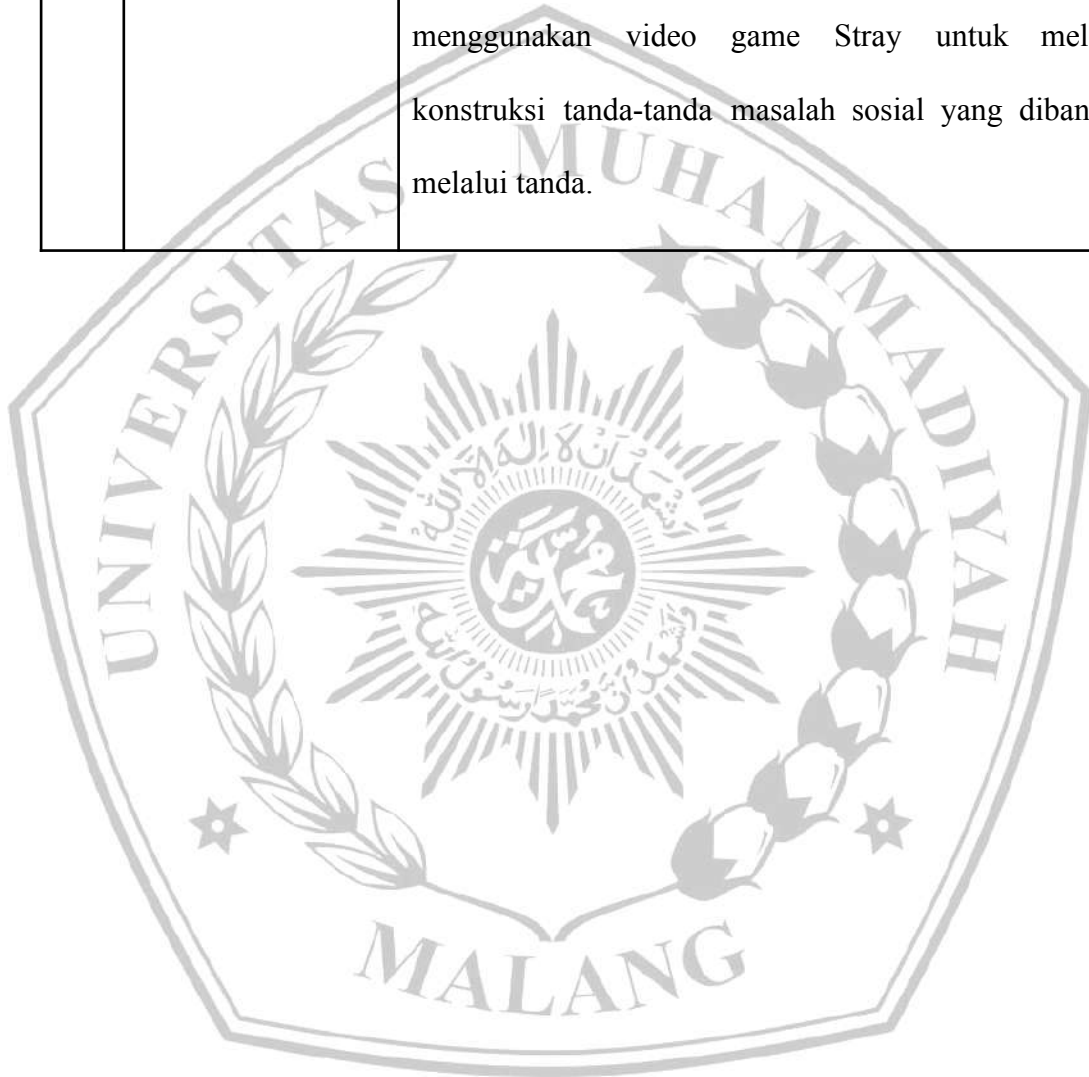 menggunakan video game Stray untuk mel
konstruksi tanda-tanda masalah sosial yang diban
melalui tanda.
UNIVERSITAS MUHAMMADIYAH
MALANG